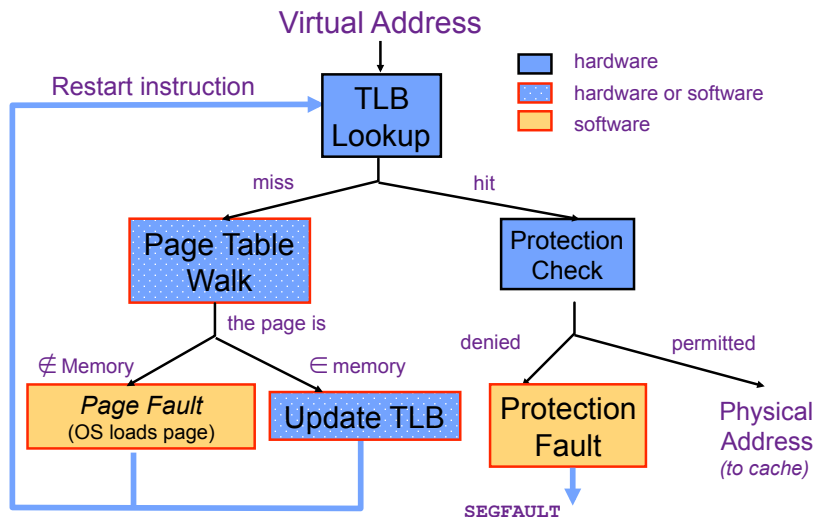 Virtual Address
hardware
hardware or software
software
Restart instruction
TLB
Lookup
miss
hit
Page Table
Walk
Protection
Check
the page is
∉ Memory
∈ memory
denied
permitted
Page Fault
(OS loads page)
Update TLB
Protection
Fault
Physical
Address
(to cache)
SEGFAULT